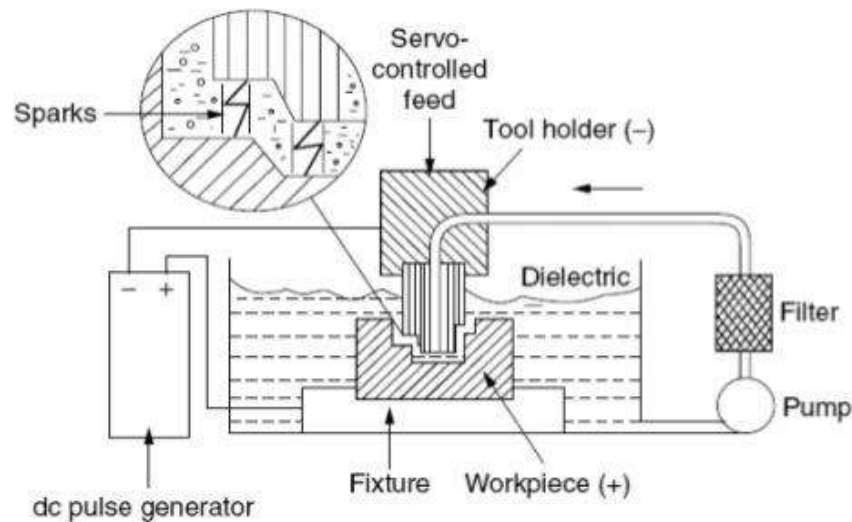 Servo-
controlled
feed
Sparks
Tool holder (–)
Dielectric
– +
Filter
Pump
Fixture
Workpiece (+)
dc pulse generator